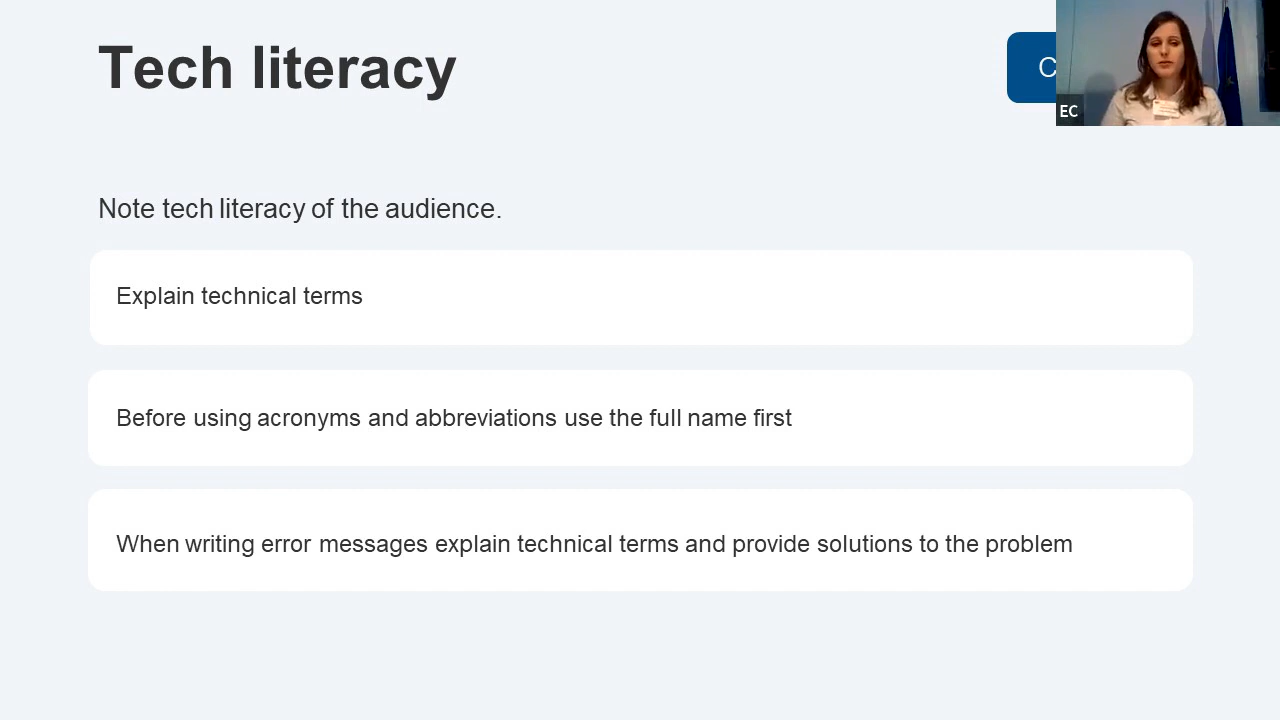 Tech literacy
C
EC
Note tech literacy of the audience.
Explain technical terms
Before using acronyms and abbreviations use the full name first
When writing error messages explain technical terms and provide solutions to the problem